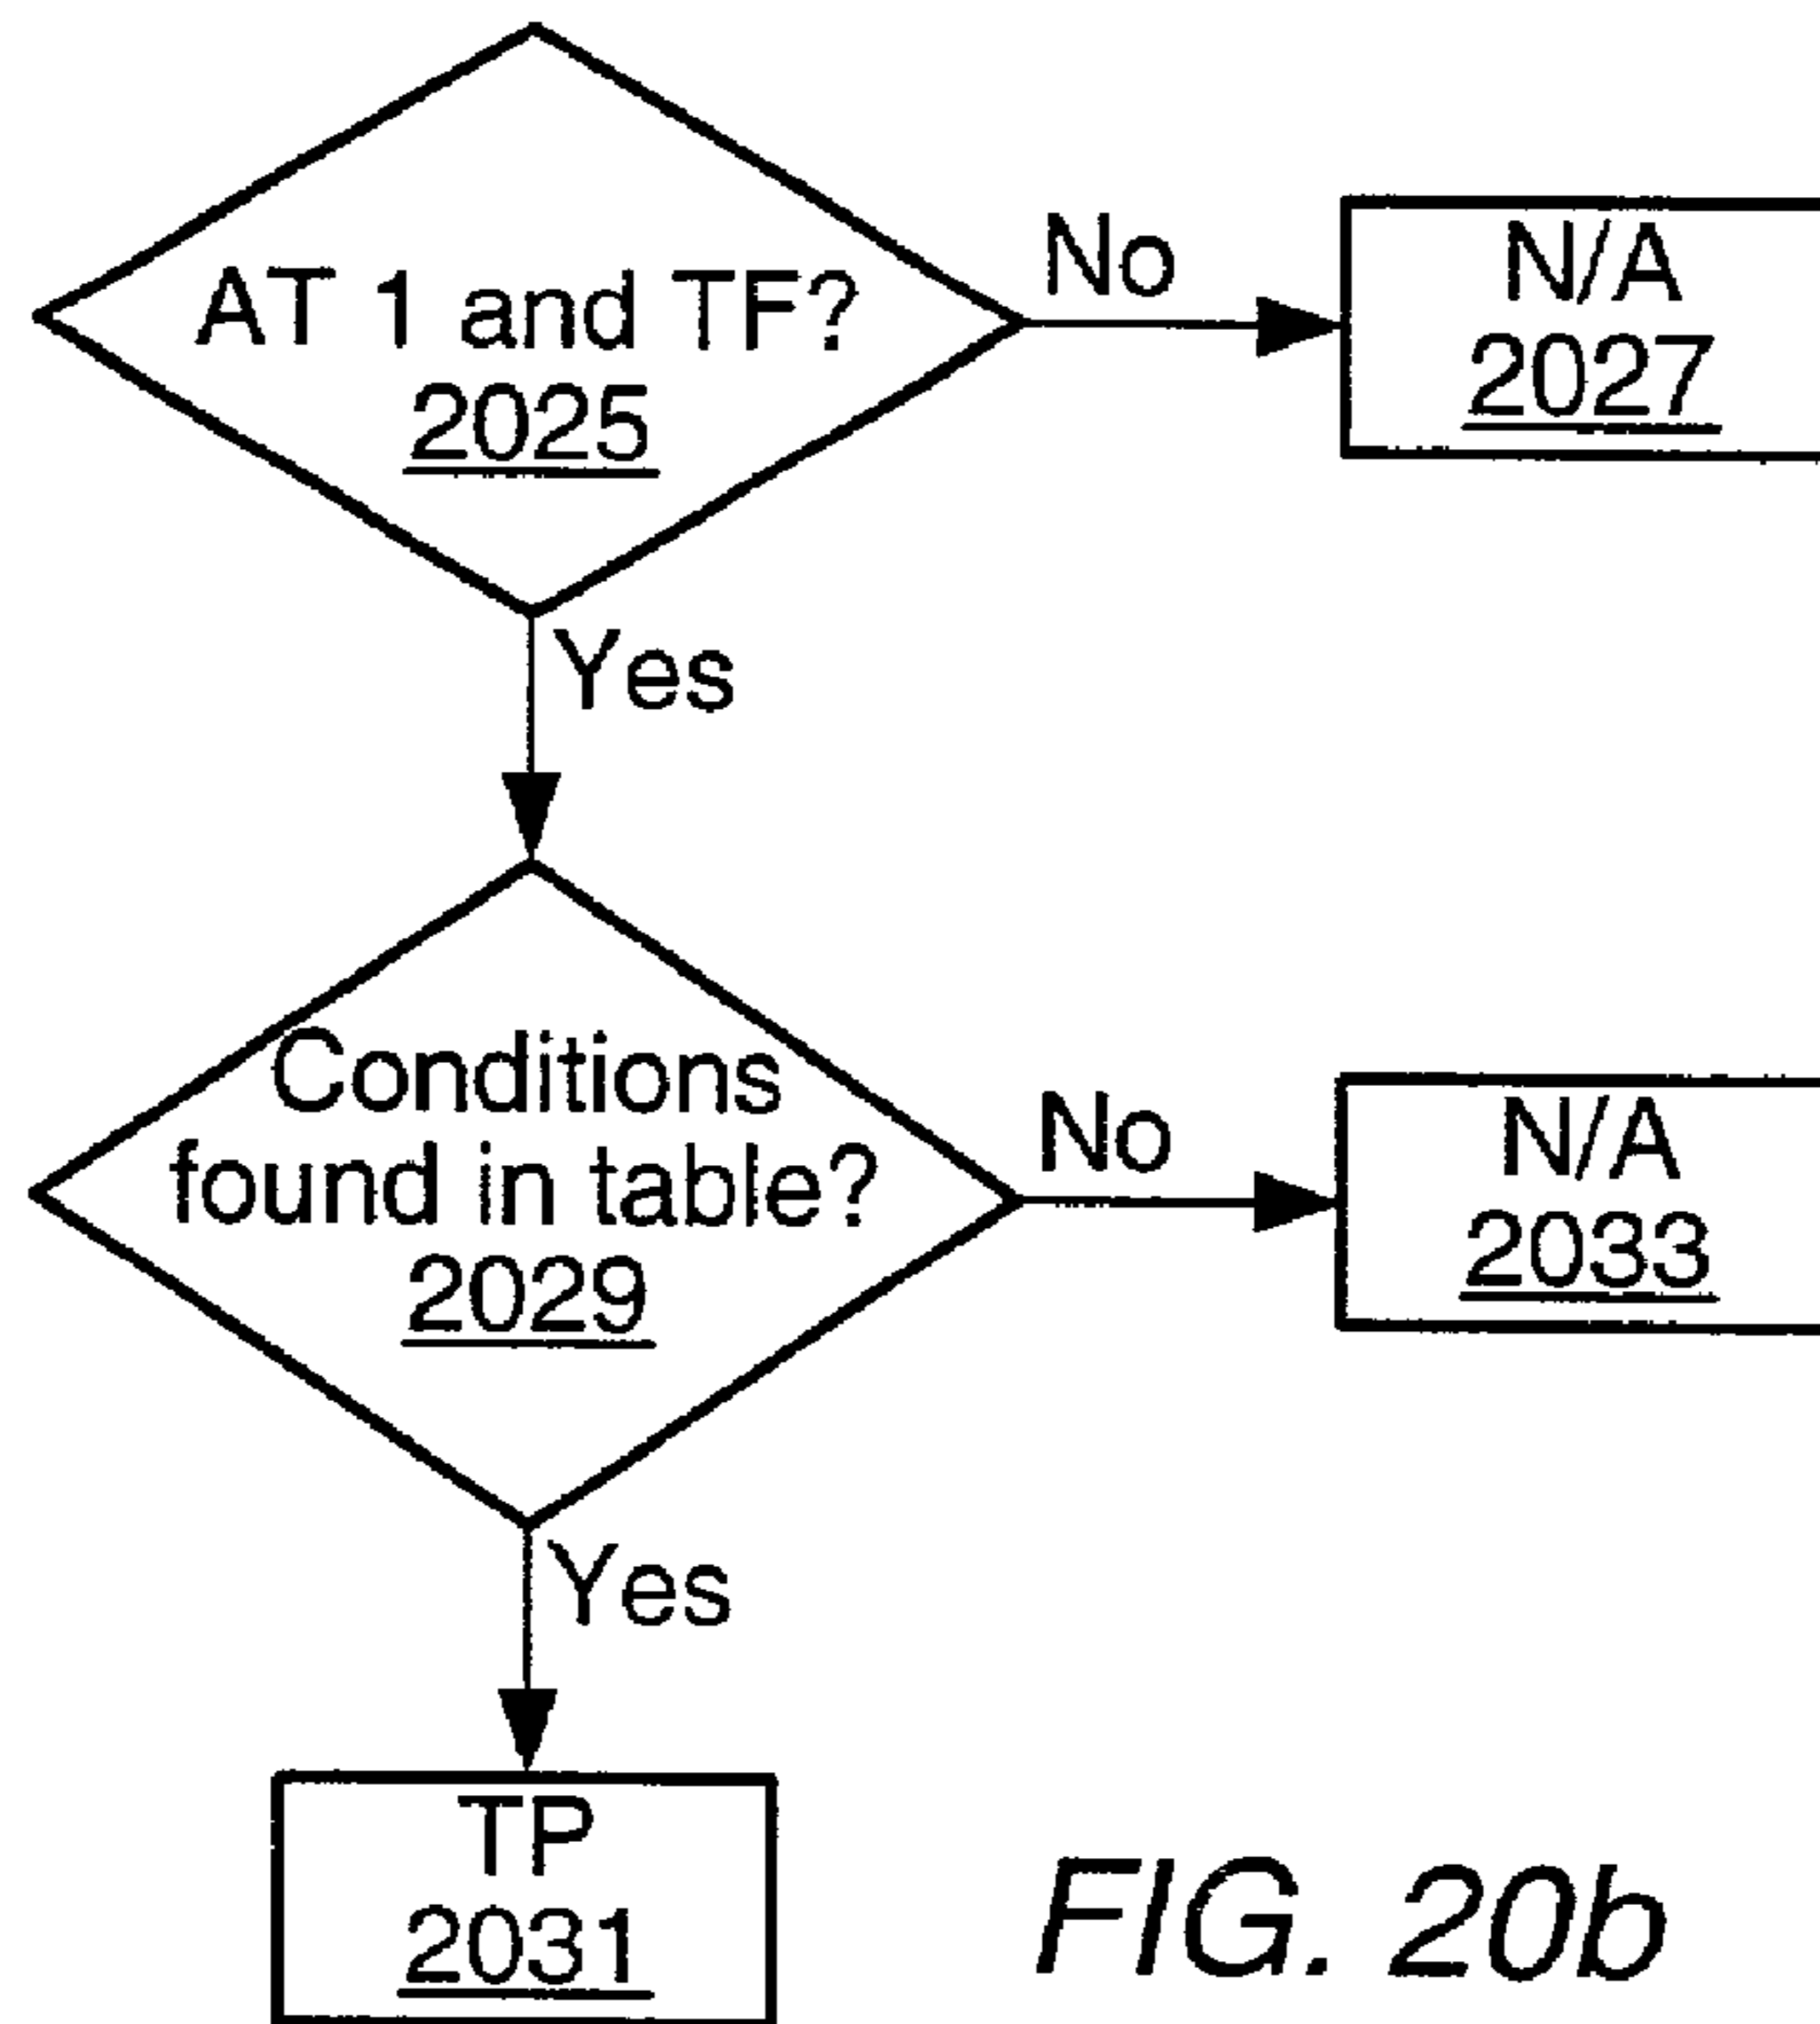 AT 1 and TF?
2025
No
N/A
2027
Yes
Conditions
found in table?
2029
No
N/A
2033
Yes
TP
2031
FIG. 20b